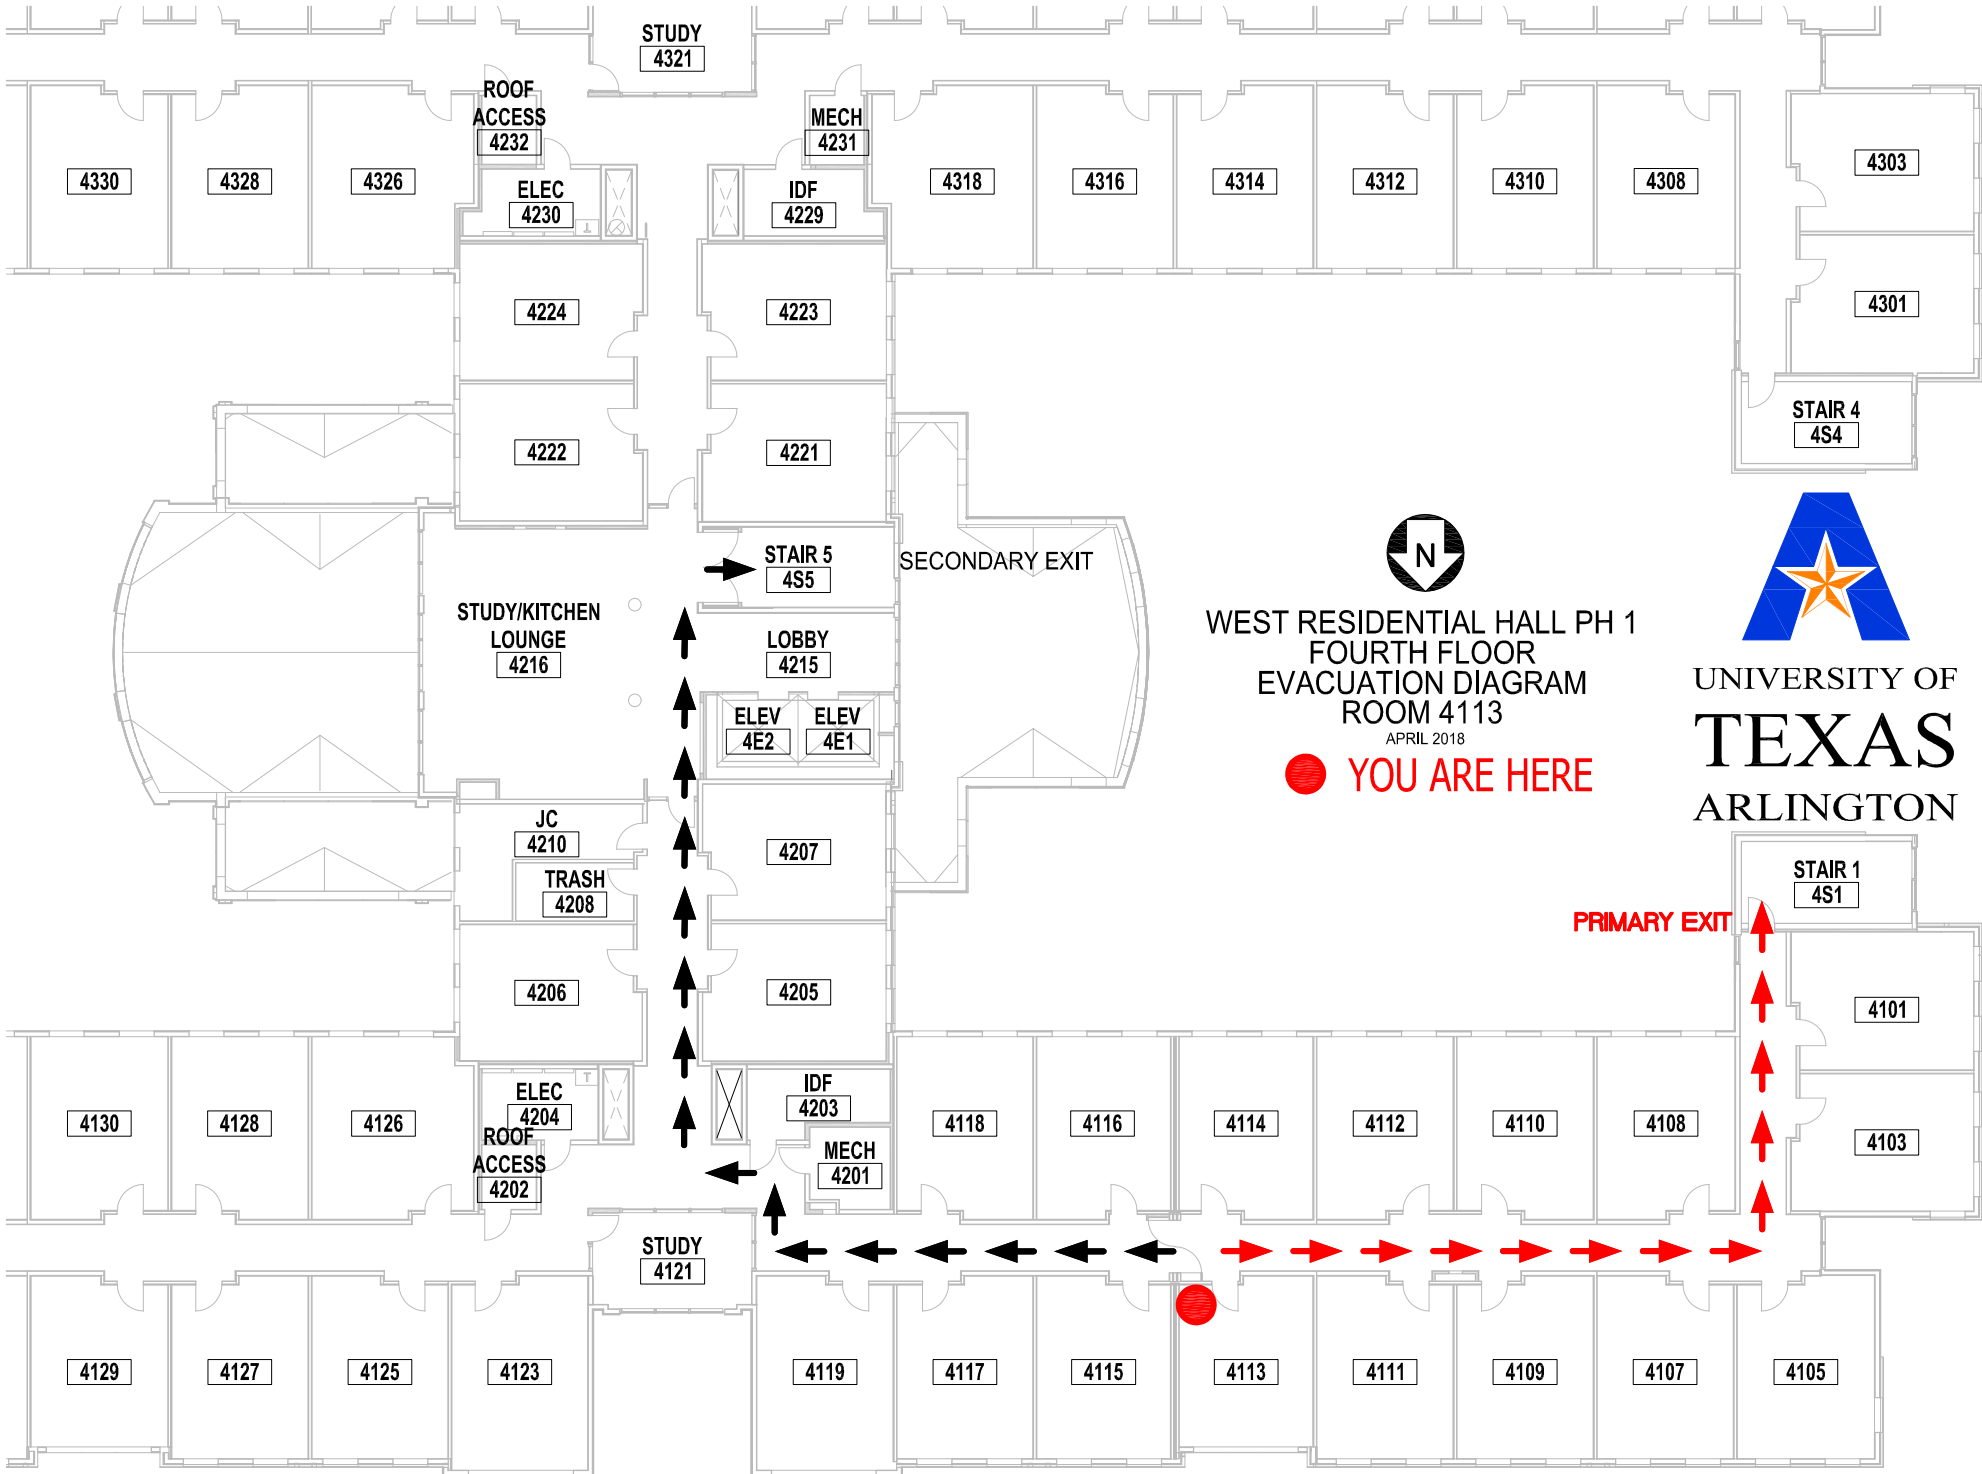 STUDY
4321
ROOF
ACCESS
4232
MECH
4231
4330
4328
4326
ELEC
4230
IDF
4229
4318
4316
4314
4312
4310
4308
4303
4301
4224
4223
4222
4221
STAIR 4
4S4
STAIR 5
4S5
SECONDARY EXIT
STUDY/KITCHEN
LOUNGE
4216
LOBBY
4215
ELEV
4E2
ELEV
4E1
N
WEST RESIDENTIAL HALL PH 1
FOURTH FLOOR
EVACUATION DIAGRAM
ROOM 4113
APRIL 2018
YOU ARE HERE
UNIVERSITY OF
TEXAS
ARLINGTON
JC
4210
TRASH
4208
4207
STAIR 1
4S1
PRIMARY EXIT
4206
4205
4101
4103
ELEC
4204
T
ROOF
ACCESS
4202
IDF
4203
MECH
4201
4130
4128
4126
4118
4116
4114
4112
4110
4108
STUDY
4121
4129
4127
4125
4123
4119
4117
4115
4113
4111
4109
4107
4105